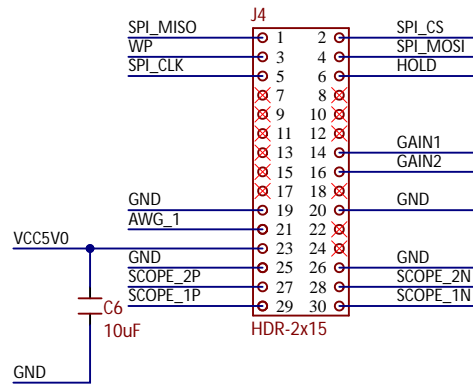 J4
SPI_MISO 1 2 SPI_CS
WP 3 4 SPI_MOSI
SPI_CLK 5 6 HOLD
7 8
9 10
11 12
13 14 GAIN1
15 16 GAIN2
17 18
GND 19 20 GND
AWG_1 21 22
VCC5V0 23 24
GND 25 26 GND
SCOPE_2P 27 28 SCOPE_2N
SCOPE_1P 29 30 SCOPE_1N
C6
10uF
HDR-2x15
GND